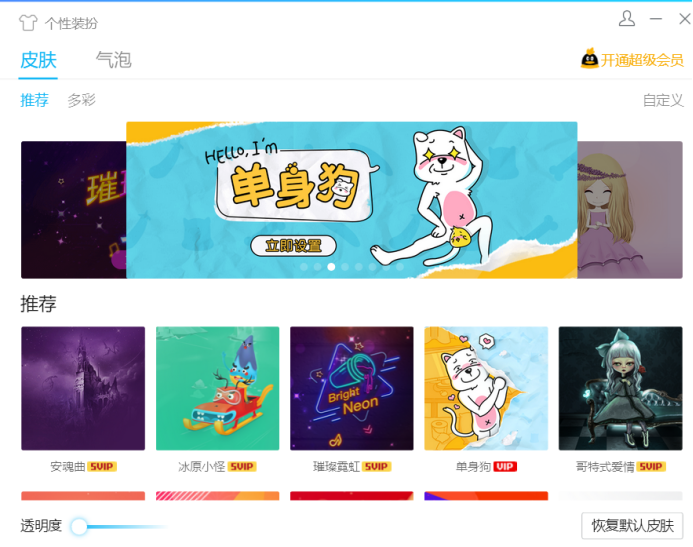 个性装扮
皮肤 气泡
开通超级会员
推荐 多彩 自定义
HELLO, I'm
单身狗
立即设置
推荐
Bright
Neon
安魂曲 SVIP
冰原小怪 SVIP
璀璨霓虹 SVIP
单身狗 VIP
哥特式爱情 SVIP
透明度
恢复默认皮肤